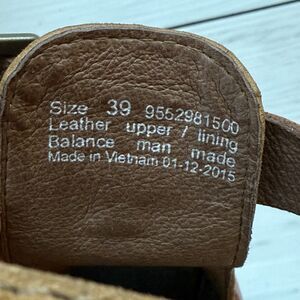 Size 39 9552981500
Leather upper / lining
Balance man made
Made in Vietnam 01-12-2015